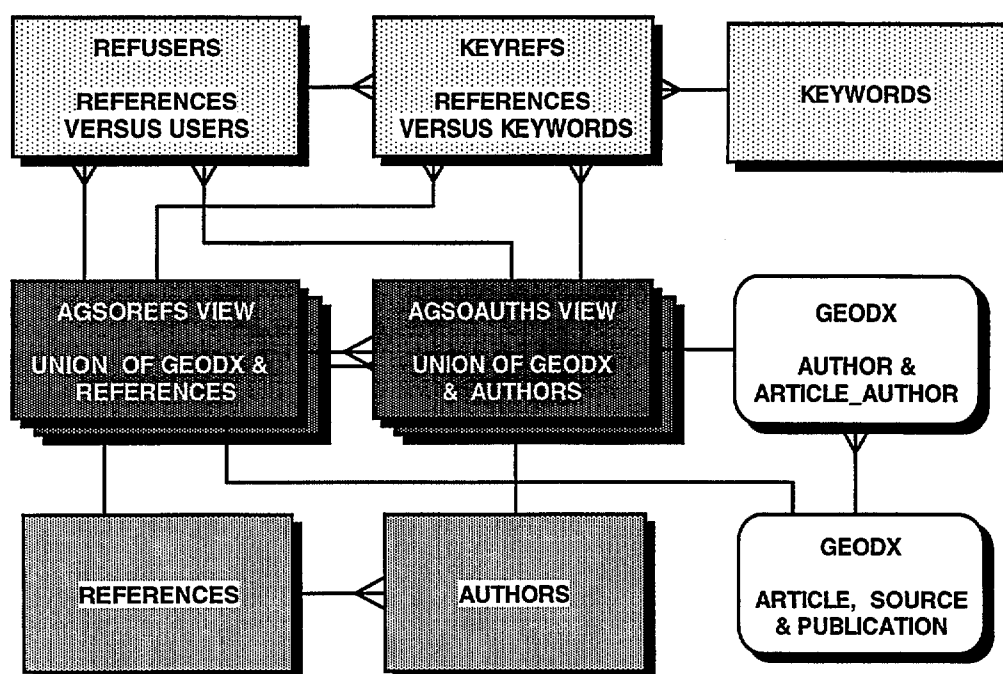 REFUSERS
REFERENCES
VERSUS USERS
KEYREFS
REFERENCES
VERSUS KEYWORDS
KEYWORDS
AGSOREFS VIEW
UNION OF GEODX &
REFERENCES
AGSOAUTHS VIEW
UNION OF GEODX
& AUTHORS
GEODX
AUTHOR &
ARTICLE_AUTHOR
REFERENCES
AUTHORS
GEODX
ARTICLE, SOURCE
& PUBLICATION